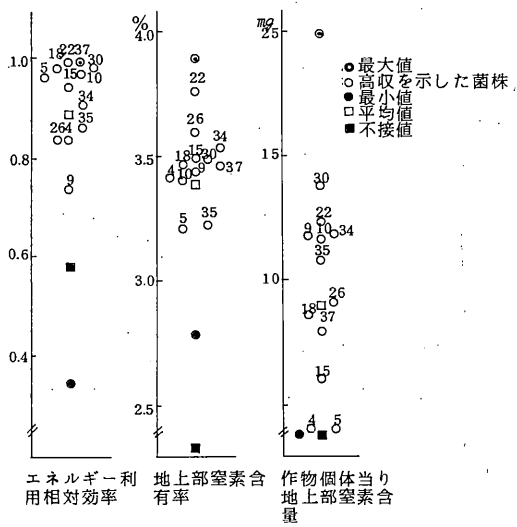 %
mg
25
1.0
18 22 37 30
5 15 10
34
35
26 4
9
0.8
0.6
0.4
22
26
34
15
18 30
4 10 9 37
3.5
5 35
3.0
2.5
最大値
高収を示した菌株
最小値
平均値
不接値
15
30
22
9 10 34
35
10
26
18 37
15
4 5
エネルギー利
用相対効率
地上部窒素含
有率
作物個体当り
地上部窒素含
量